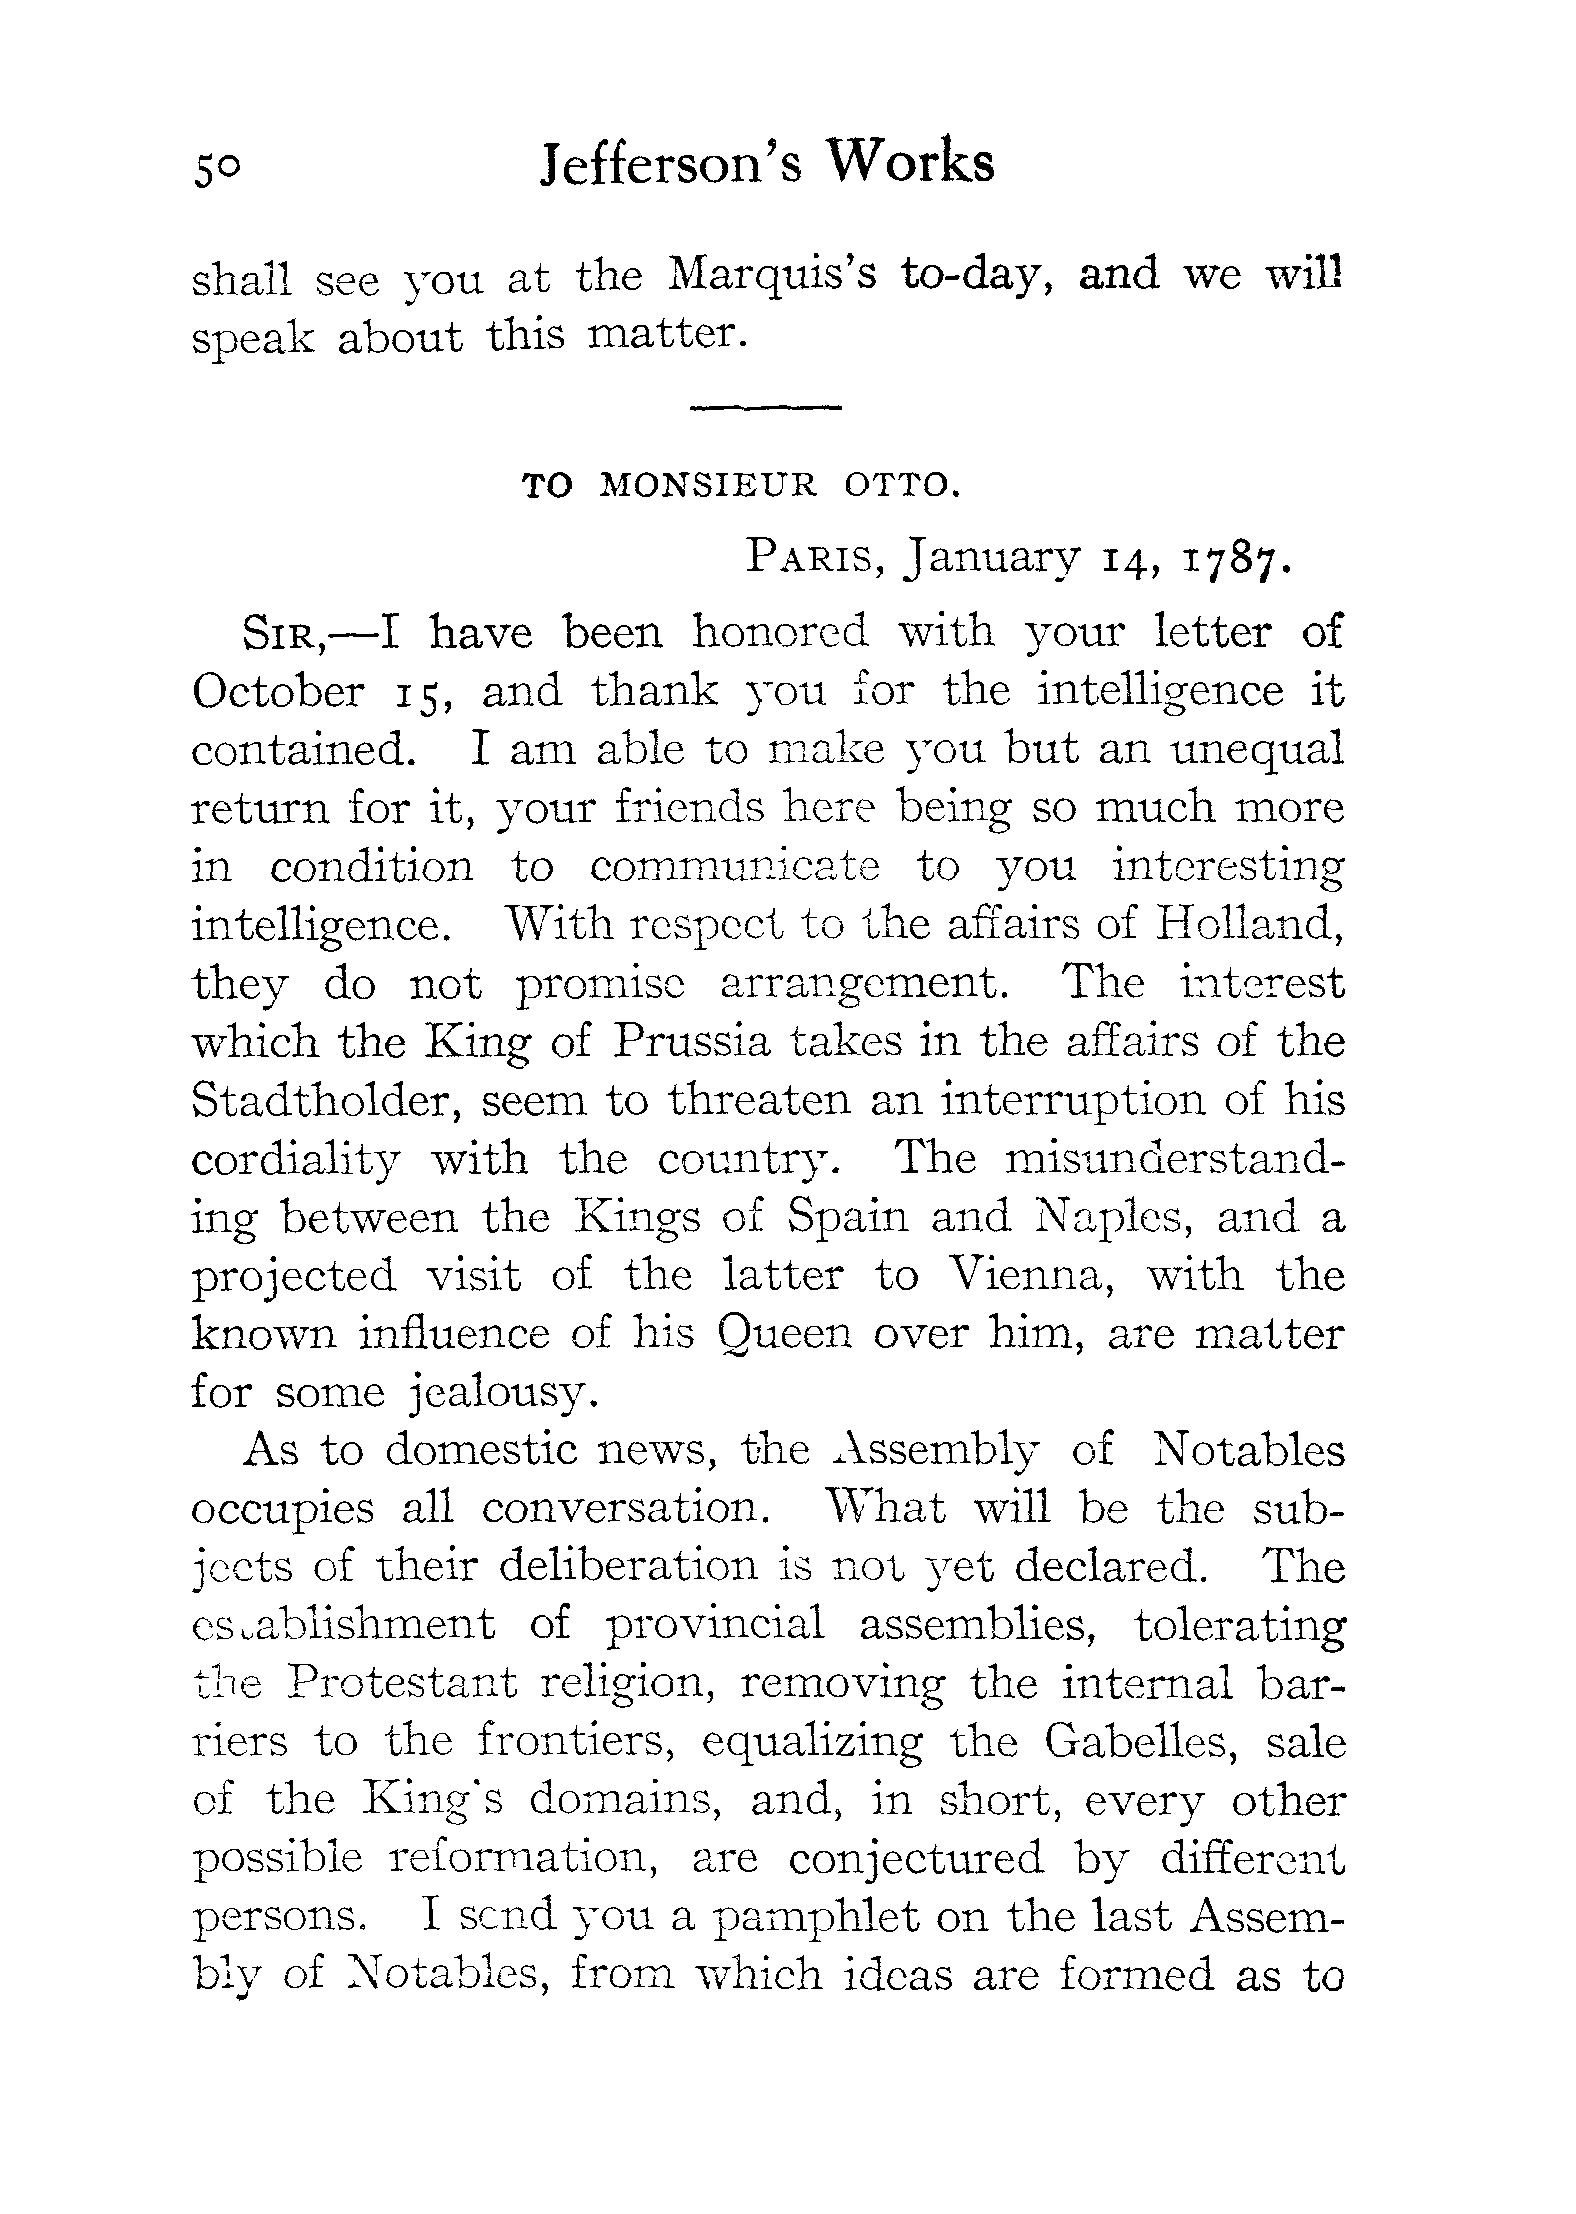 50 Jefferson's Works
shall see you at the Marquis's to-day, and we will
speak about this matter.
TO MONSIEUR OTTO.
PARIS, January 14, 1787.
SIR,—I have been honored with your letter of
October 15, and thank you for the intelligence it
contained. I am able to make you but an unequal
return for it, your friends here being so much more
in condition to communicate to you interesting
intelligence. With respect to the affairs of Holland,
they do not promise arrangement. The interest
which the King of Prussia takes in the affairs of the
Stadtholder, seem to threaten an interruption of his
cordiality with the country. The misunderstand-
ing between the Kings of Spain and Naples, and a
projected visit of the latter to Vienna, with the
known influence of his Queen over him, are matter
for some jealousy.
As to domestic news, the Assembly of Notables
occupies all conversation. What will be the sub-
jects of their deliberation is not yet declared. The
establishment of provincial assemblies, tolerating
the Protestant religion, removing the internal bar-
riers to the frontiers, equalizing the Gabelles, sale
of the King's domains, and, in short, every other
possible reformation, are conjectured by different
persons. I send you a pamphlet on the last Assem-
bly of Notables, from which ideas are formed as to